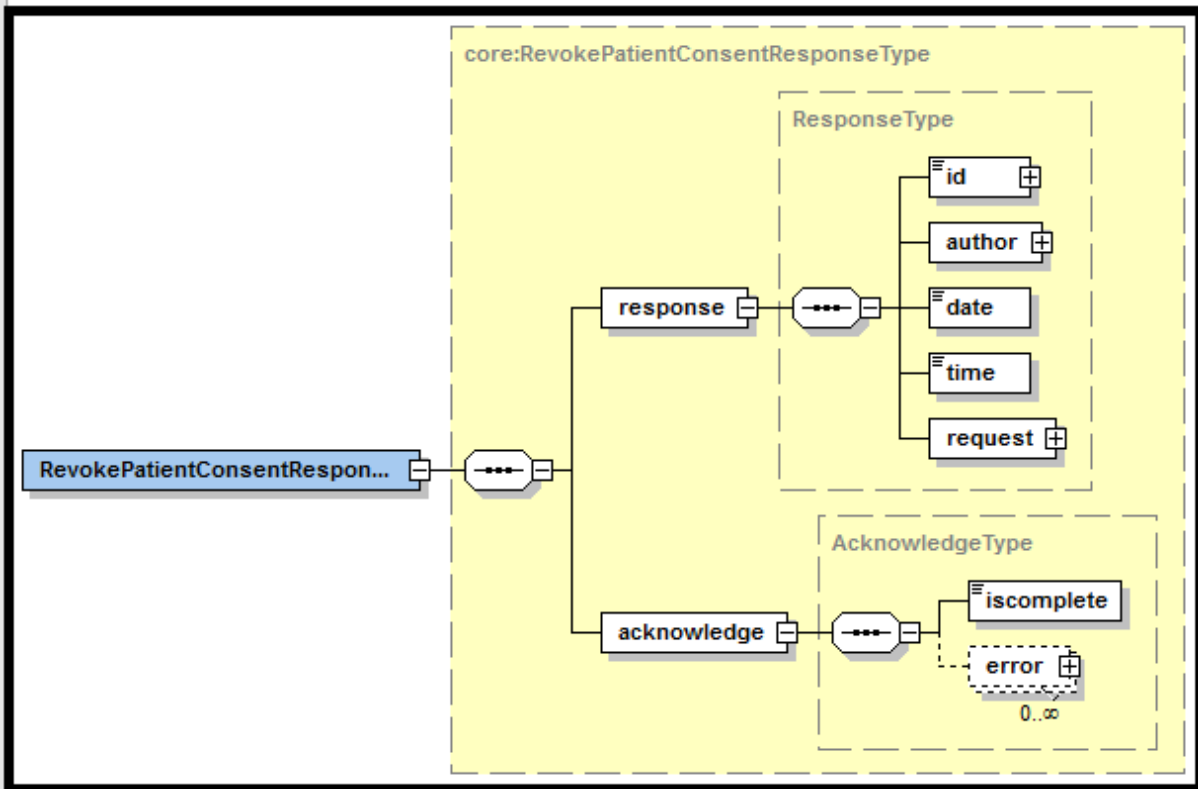 core:RevokePatientConsentResponseType
ResponseType
id
author
response
date
time
request
RevokePatientConsentRespon...
AcknowledgeType
iscomplete
acknowledge
error
0..∞